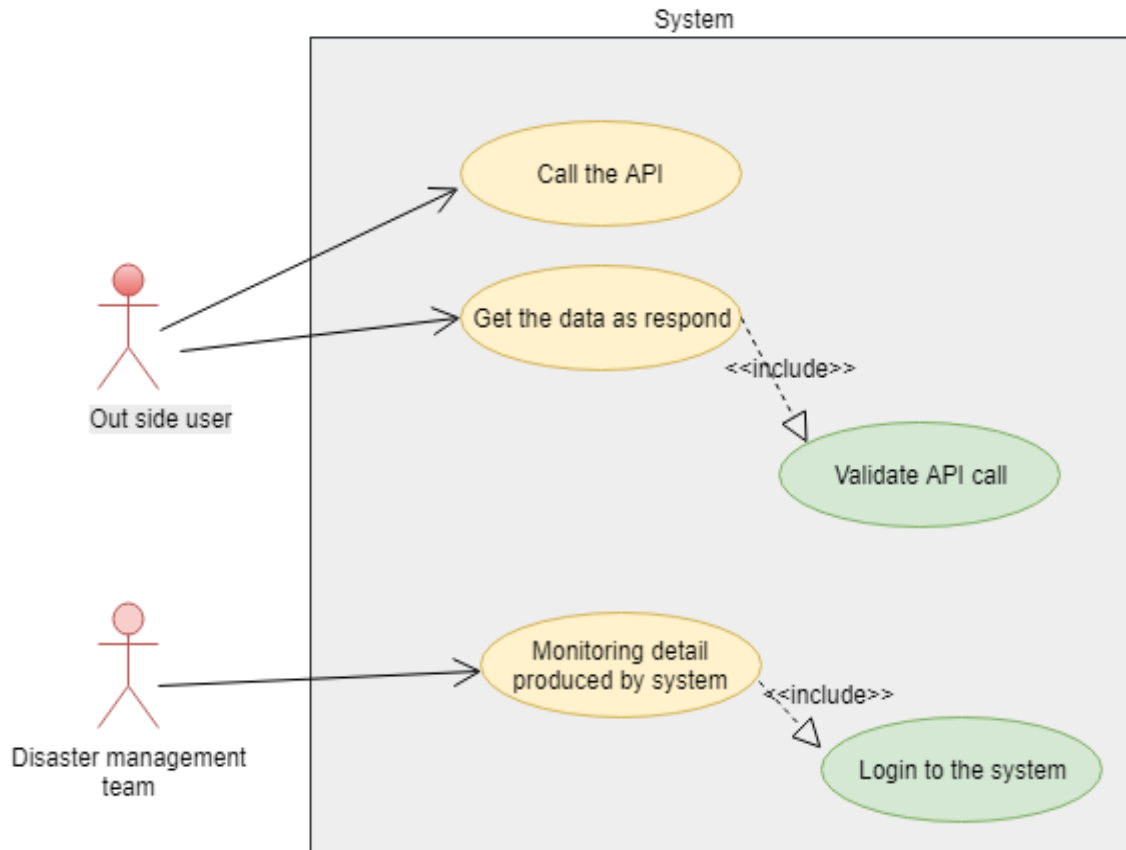 System
Call the API
Get the data as respond
<<include>>
Out side user
Validate API call
Monitoring detail
produced by system
<<include>>
Disaster management
team
Login to the system